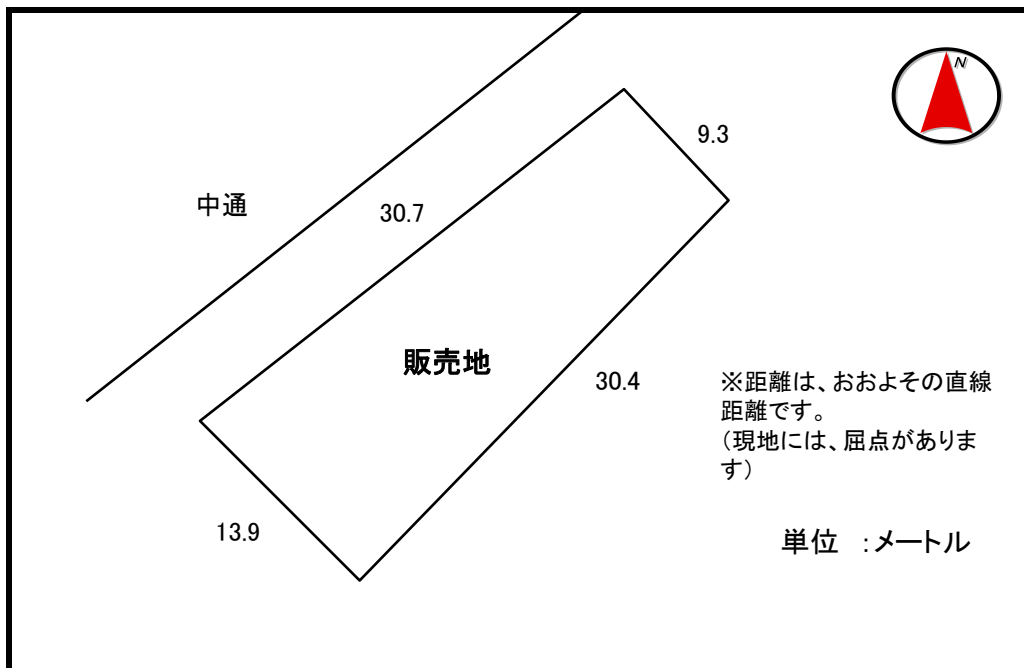 N
9.3
中通
30.7
販売地
30.4
※距離は、おおよその直線
距離です。
（現地には、屈点がありま
す）
13.9
単位　：メートル